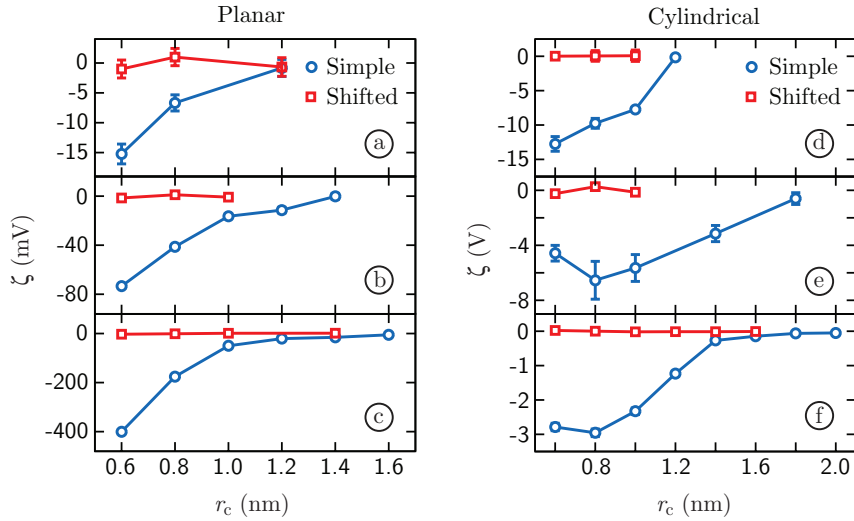 Planar
0
-5
-10
-15
Simple
Shifted
a
0
-40
-80
b
0
-200
-400
c
ζ (mV)
0.6 0.8 1.0 1.2 1.4 1.6
r_c (nm)
Cylindrical
0
-5
-10
-15
Simple
Shifted
d
0
-4
-8
e
0
-1
-2
-3
f
ζ (V)
0.8 1.2 1.6 2.0
r_c (nm)